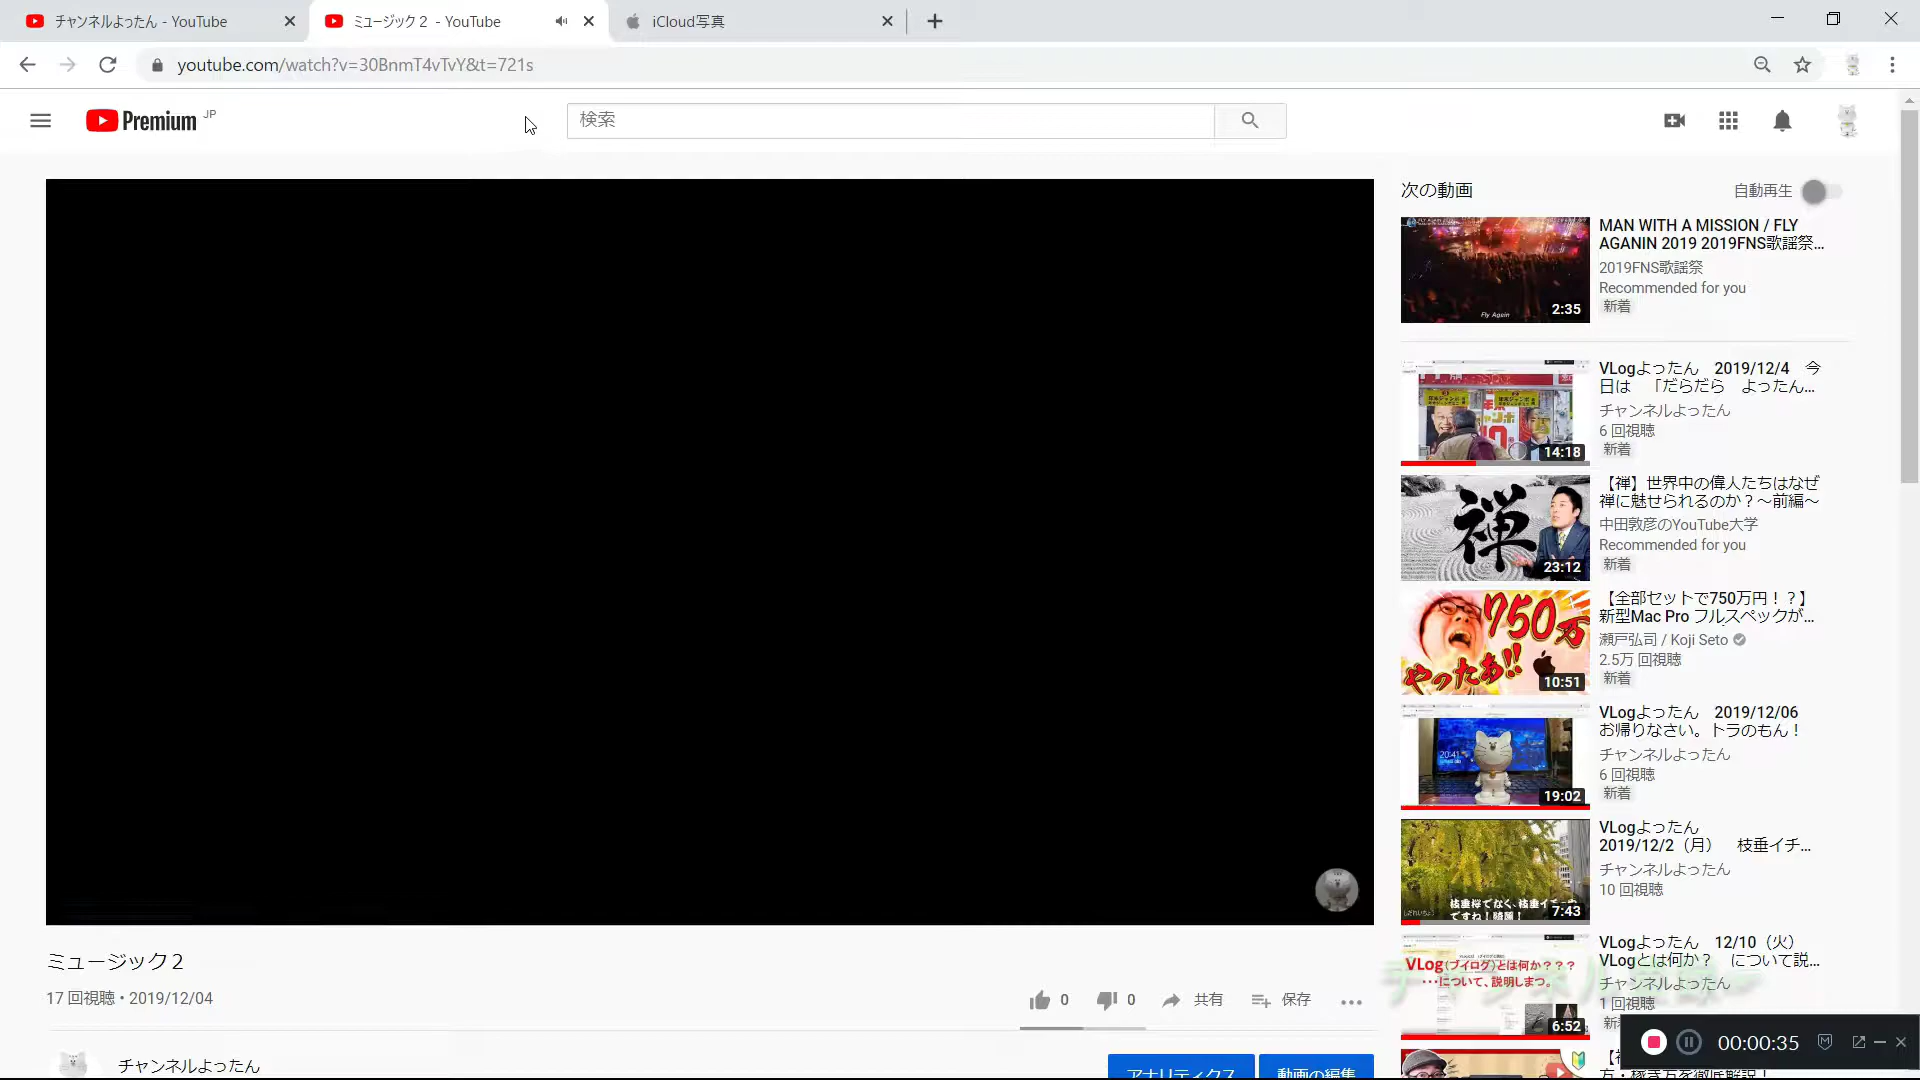 チャンネルよったん - YouTube
ミュージック２ - YouTube
iCloud写真
youtube.com/watch?v=30BnmT4vTvY&t=721s
Premium JP
検索
次の動画
自動再生
MAN WITH A MISSION / FLY
AGANIN 2019 2019FNS歌謡祭...
2019FNS歌謡祭
Recommended for you
新着
Fly Again
2:35
VLogよったん　2019/12/4　今
日は　「だらだら　よったん...
チャンネルよったん
6 回視聴
新着
14:18
【禅】世界中の偉人たちはなぜ
禅に魅せられるのか？～前編～
中田敦彦のYouTube大学
Recommended for you
新着
禅
23:12
【全部セットで750万円！？】
新型Mac Pro フルスペックが...
瀬戸弘司 / Koji Seto
2.5万 回視聴
新着
750万
やったあ!!
10:51
VLogよったん　2019/12/06
お帰りなさい。トラのもん！
チャンネルよったん
6 回視聴
新着
20:41
19:02
VLogよったん
2019/12/2（月）　枝垂イチ...
チャンネルよったん
10 回視聴
7:43
VLogよったん　12/10（火）
VLogとは何か？　について説...
チャンネルよったん
1 回視聴
VLog(ブイログ)とは何か？？？
・・・について、説明しまつ。
6:52
ミュージック２
17 回視聴 • 2019/12/04
0
0
共有
保存
チャンネルよったん
アナリティクス
動画の編集
00:00:35